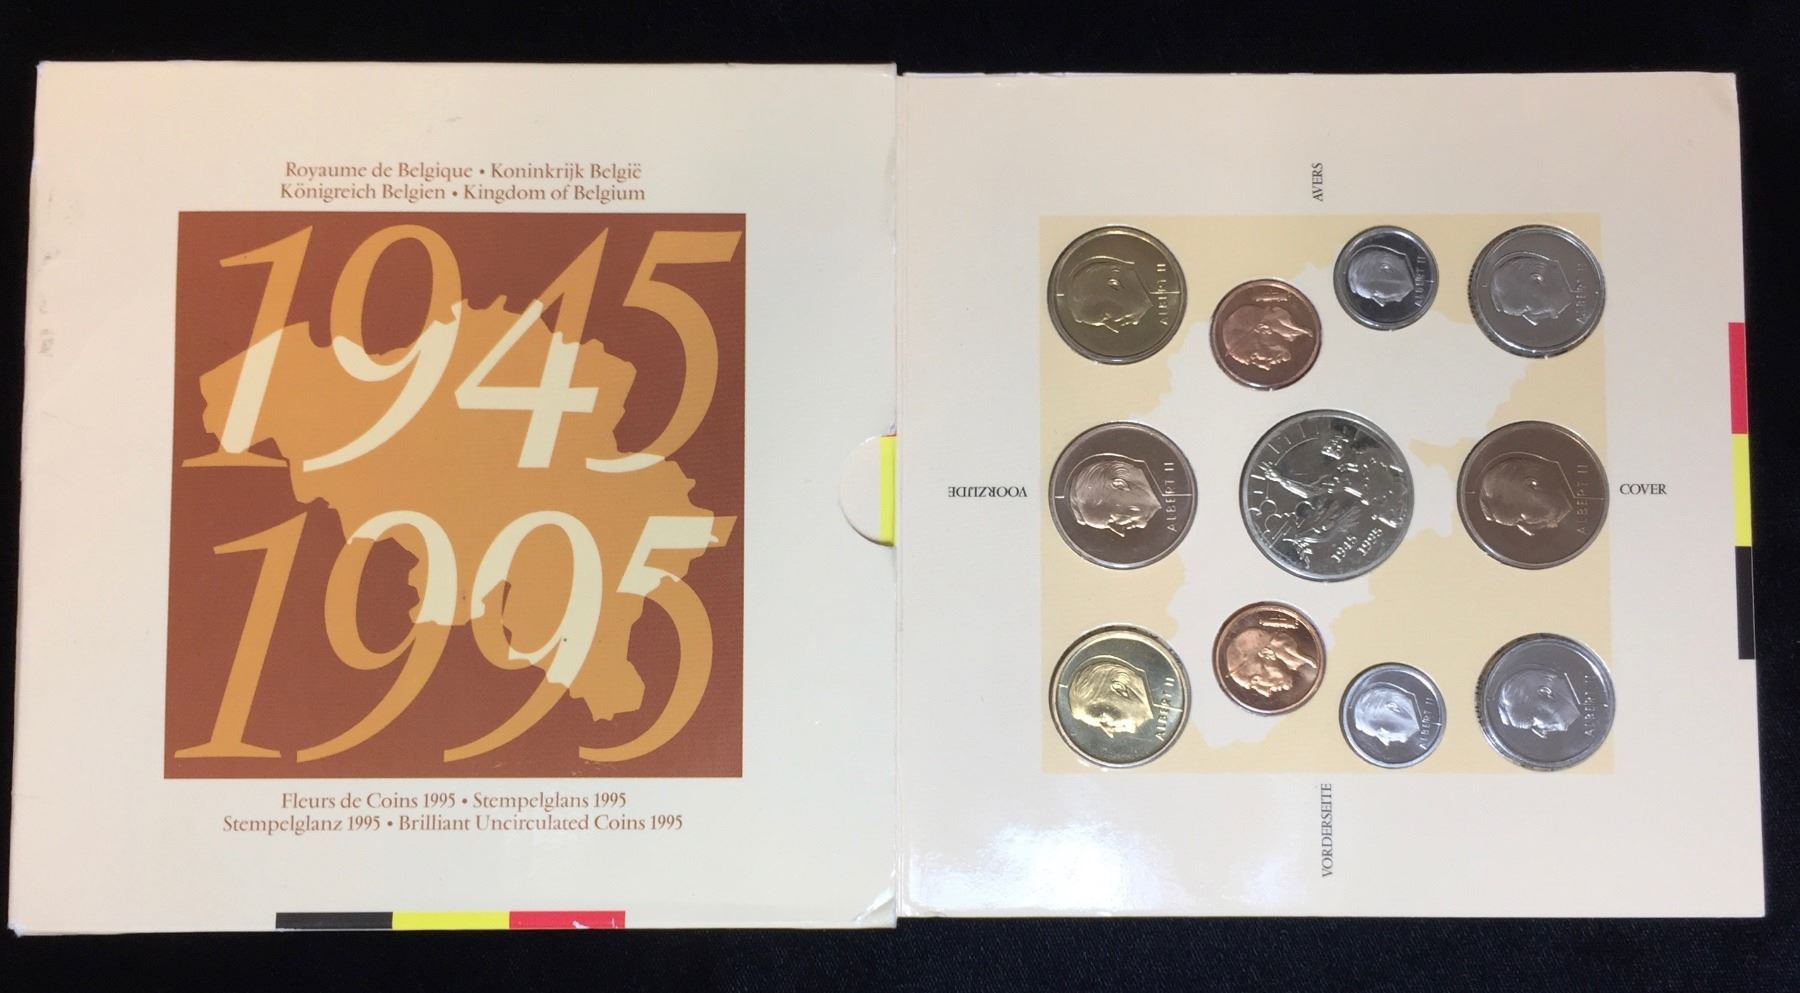 Royaume de Belgique • Koninkrijk België
Königreich Belgien • Kingdom of Belgium
1945
1995
Fleurs de Coins 1995 • Stempelglans 1995
Stempelglanz 1995 • Brilliant Uncirculated Coins 1995
AVERS
VOORZIJDE
COVER
VORDERSEITE
ALBERT II
ALBERT II
ALBERT II
ALBERT II
1945
1995
ALBERT II
ALBERT II
ALBERT II
ALBERT II